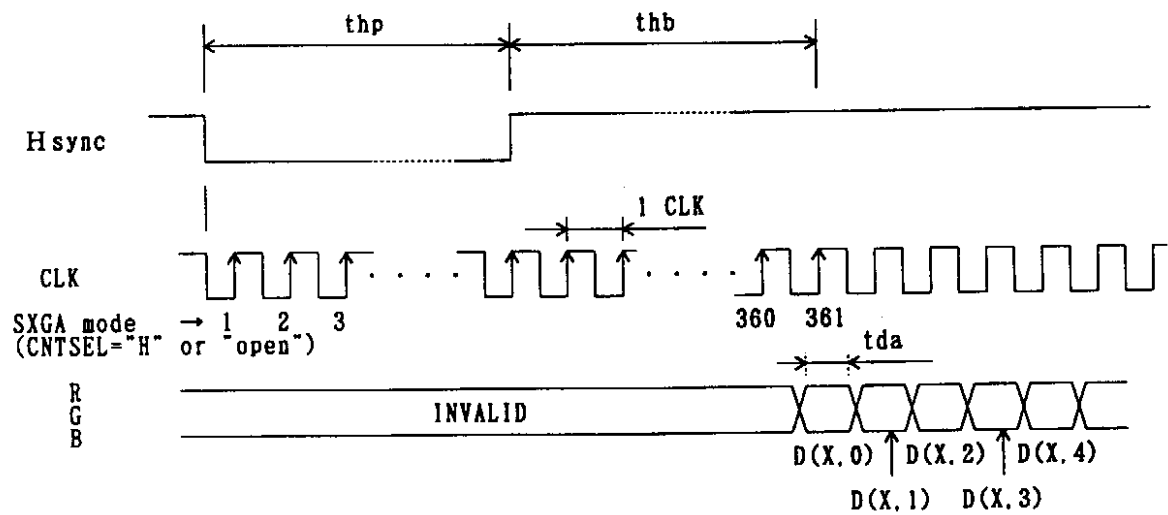 thp thb
Hsync
1 CLK
CLK
SXGA mode → 1 2 3 360 361
(CNTSEL="H" or "open")
tda
R
G
B
INVALID
D(X, 0) D(X, 2) D(X, 4)
D(X, 1) D(X, 3)